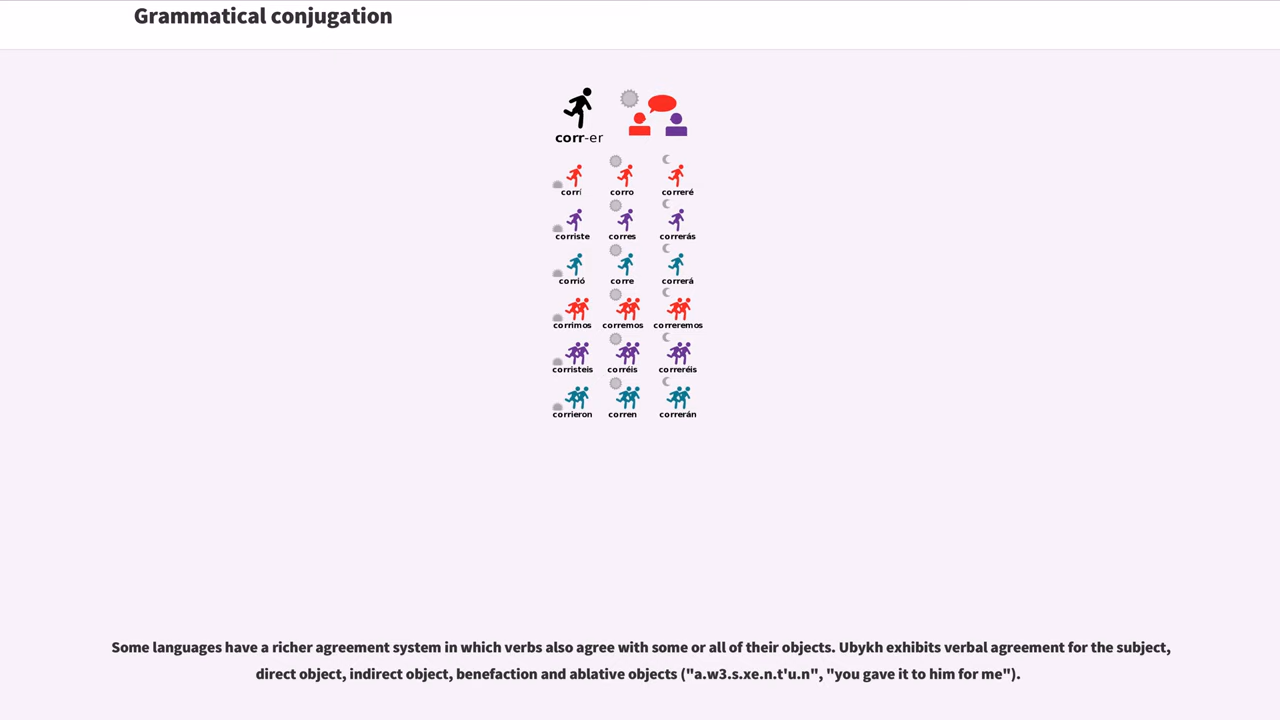 Grammatical conjugation
corr-er
corrí corro correré
corriste corres correrás
corrió corre correrá
corrimos corremos correremos
corristeis corréis correréis
corrieron corren correrán
Some languages have a richer agreement system in which verbs also agree with some or all of their objects. Ubykh exhibits verbal agreement for the subject,
direct object, indirect object, benefaction and ablative objects ("a.w3.s.xe.n.t'u.n", "you gave it to him for me").